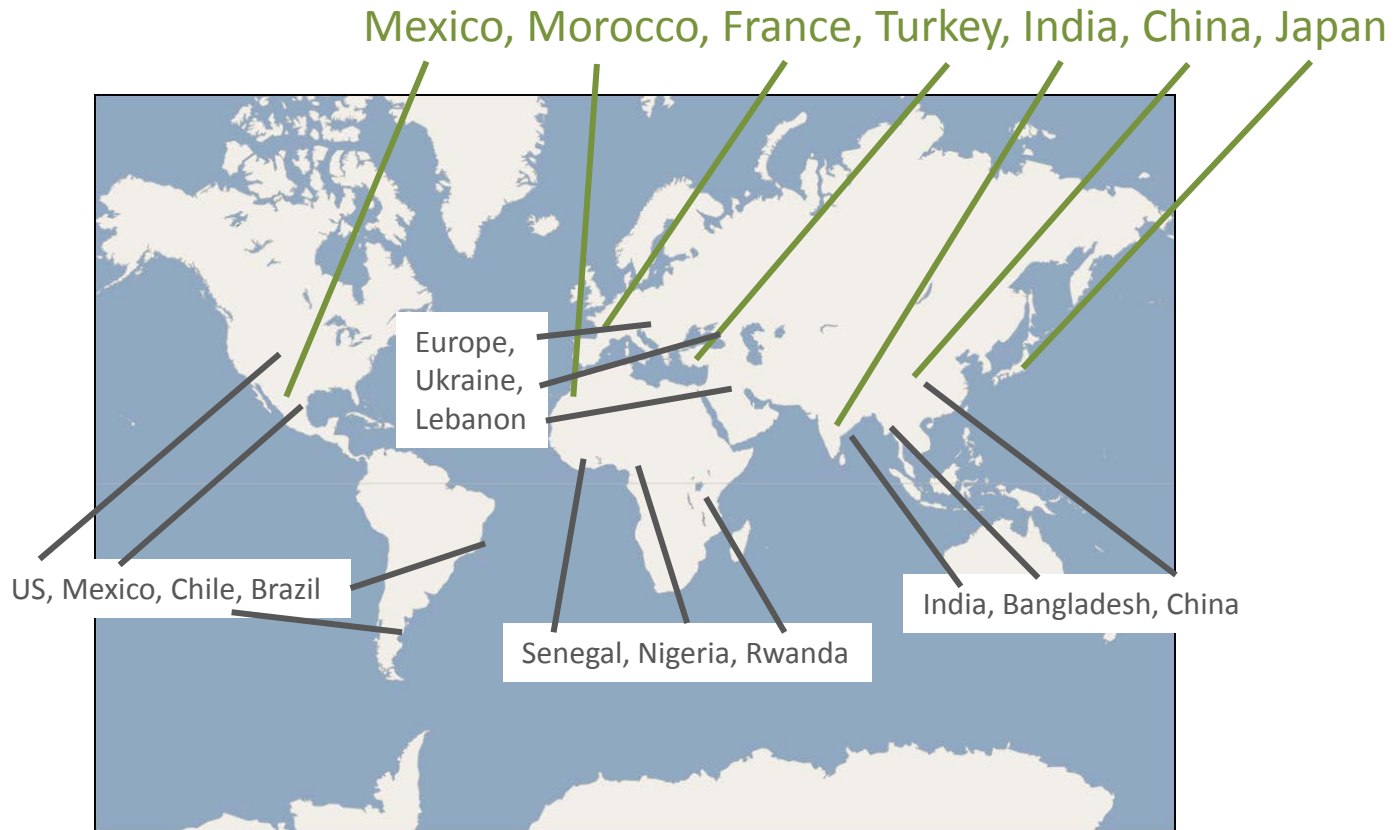 Mexico, Morocco, France, Turkey, India, China, Japan
Europe,
Ukraine,
Lebanon
US, Mexico, Chile, Brazil
India, Bangladesh, China
Senegal, Nigeria, Rwanda